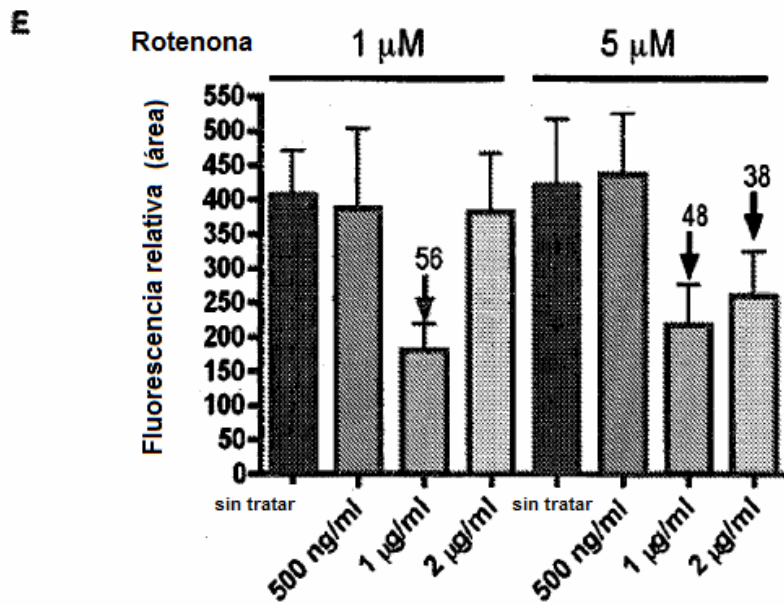 E
Rotenona 1 µM 5 µM
Fluorescencia relativa (área)
550
500
450
400
350
300
250
200
150
100
50
0
56
48
38
sin tratar
500 ng/ml
1 µg/ml
2 µg/ml
sin tratar
500 ng/ml
1 µg/ml
2 µg/ml